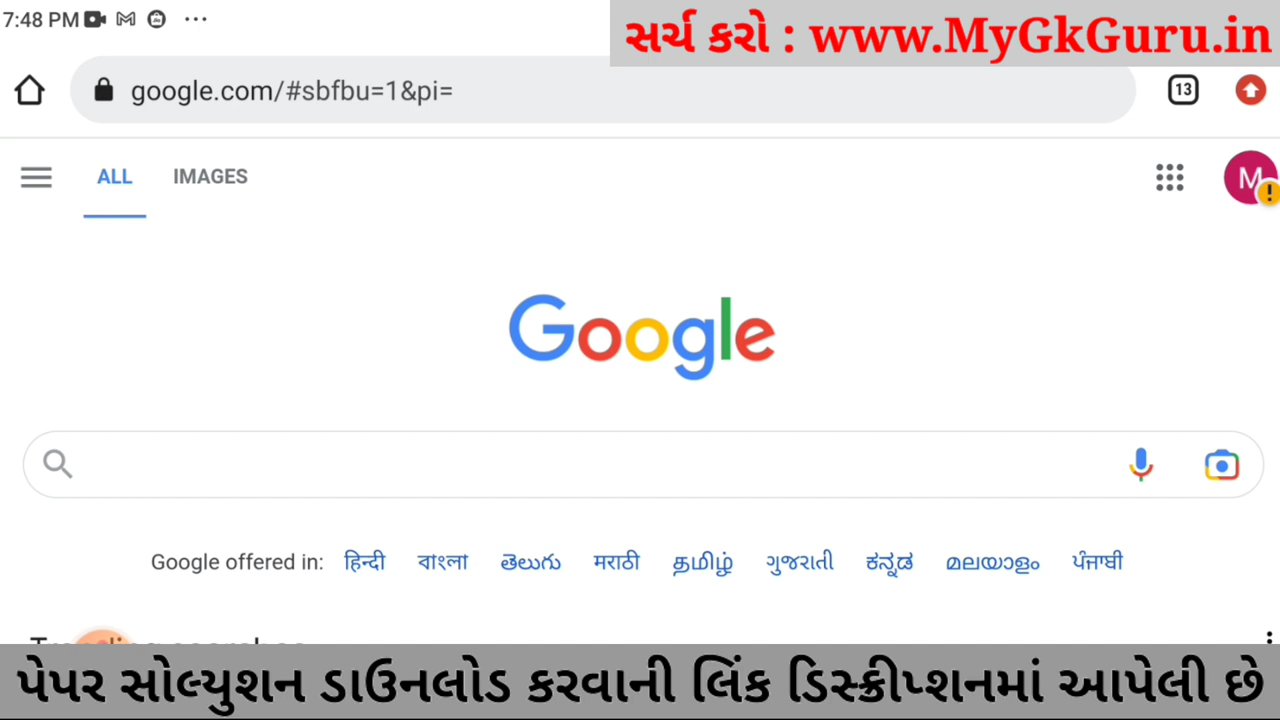 7:48 PM
સર્ચ કરો : www.MyGkGuru.in
google.com/#sbfbu=1&pi=
13
ALL IMAGES
M
Google
Google offered in: हिन्दी বাংলা తెలుగు मराठी தமிழ் ગુજરાતી ಕನ್ನಡ മലയാളം ਪੰਜਾਬੀ
પેપર સોલ્યુશન ડાઉનલોડ કરવાની લિંક ડિસ્ક્રીપ્શનમાં આપેલી છે